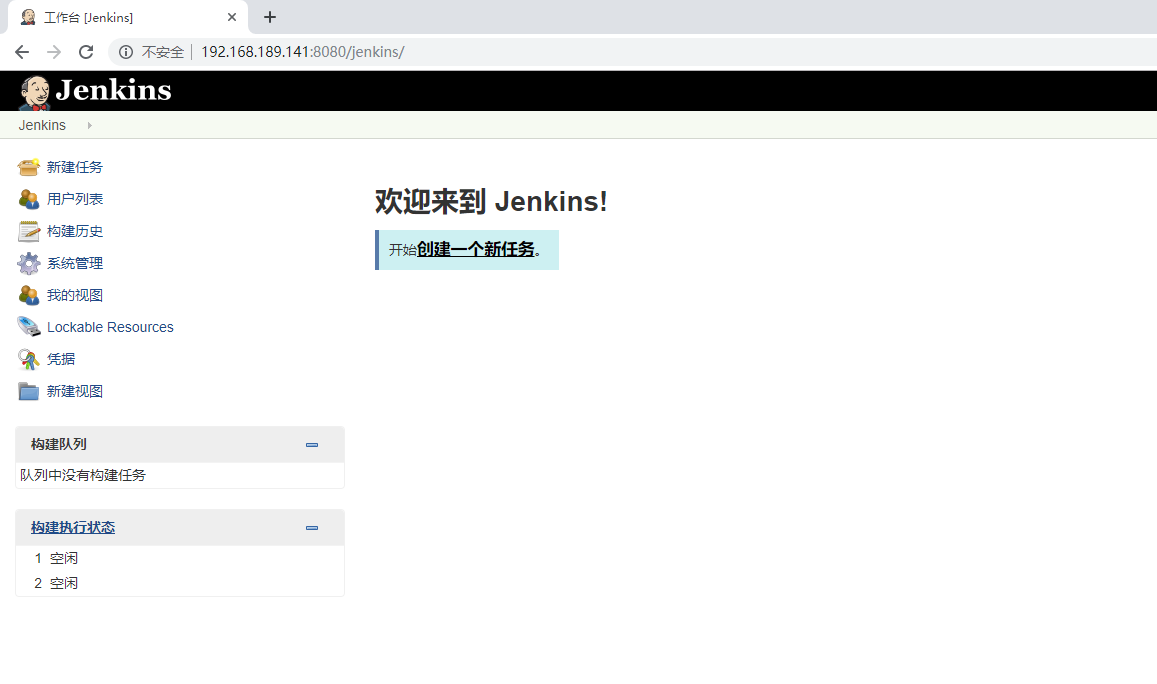 工作台 [Jenkins]
不安全 192.168.189.141:8080/jenkins/
Jenkins
Jenkins
新建任务
用户列表
构建历史
系统管理
我的视图
Lockable Resources
凭据
新建视图
构建队列
队列中没有构建任务
构建执行状态
1 空闲
2 空闲
欢迎来到 Jenkins!
开始创建一个新任务。